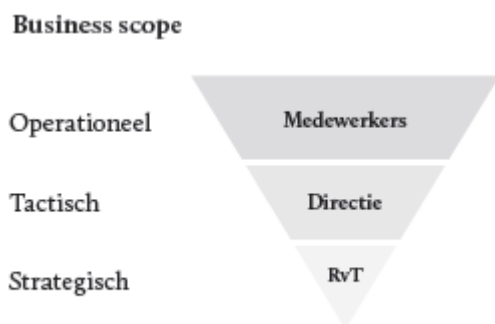 Business scope
Operationeel Medewerkers
Tactisch Directie
Strategisch RvT